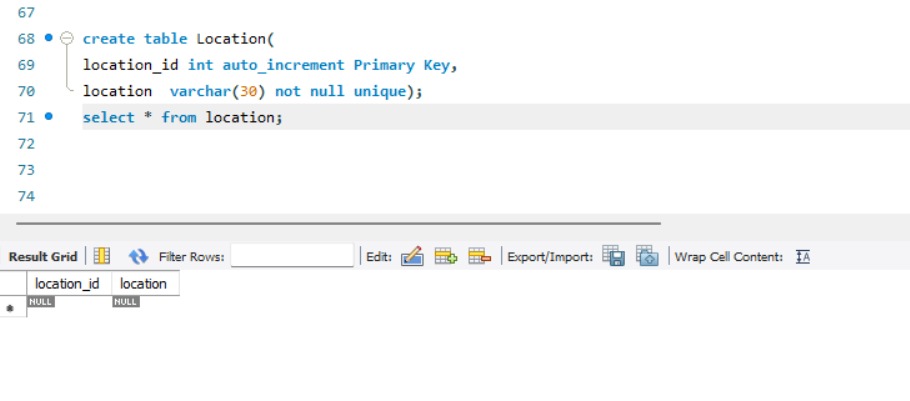 67
68 create table Location(
69 location_id int auto_increment Primary Key,
70 location  varchar(30) not null unique);
71 select * from location;
72
73
74
Result Grid Filter Rows: Edit: Export/Import: Wrap Cell Content: IA
location_id location
* NULL NULL